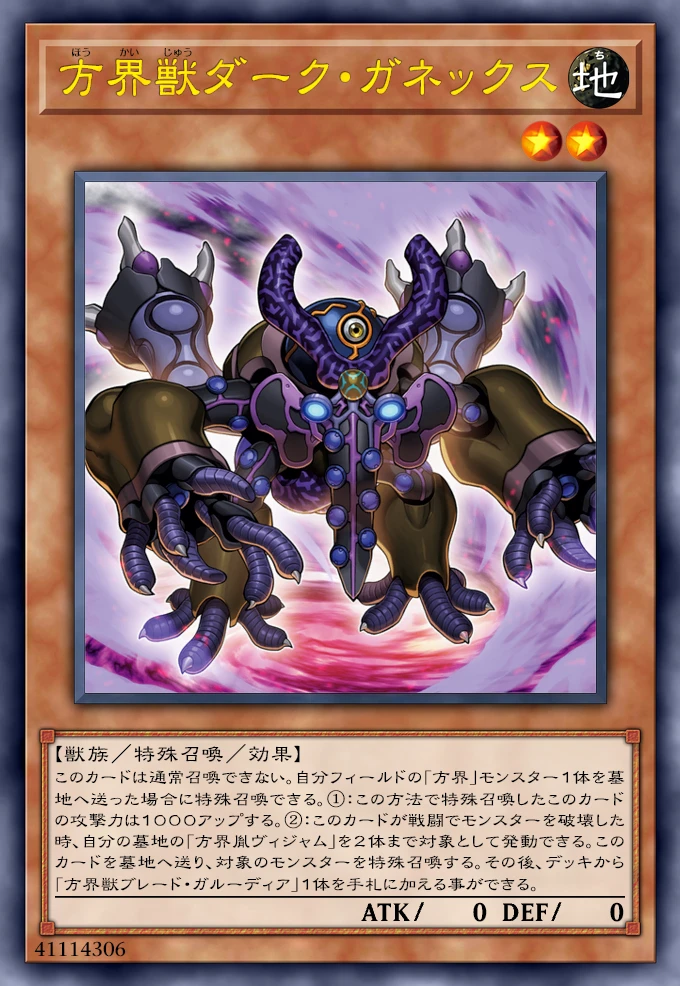 ほう かい じゅう
方界獣ダーク・ガネックス
ち
地
【獣族／特殊召喚／効果】
このカードは通常召喚できない。自分フィールドの「方界」モンスター１体を墓
地へ送った場合に特殊召喚できる。①：この方法で特殊召喚したこのカード
の攻撃力は１０００アップする。②：このカードが戦闘でモンスターを破壊した
時、自分の墓地の「方界胤ヴィジャム」を２体まで対象として発動できる。この
カードを墓地へ送り、対象のモンスターを特殊召喚する。その後、デッキから
「方界獣ブレード・ガルーディア」１体を手札に加える事ができる。
ATK/ 0 DEF/ 0
41114306